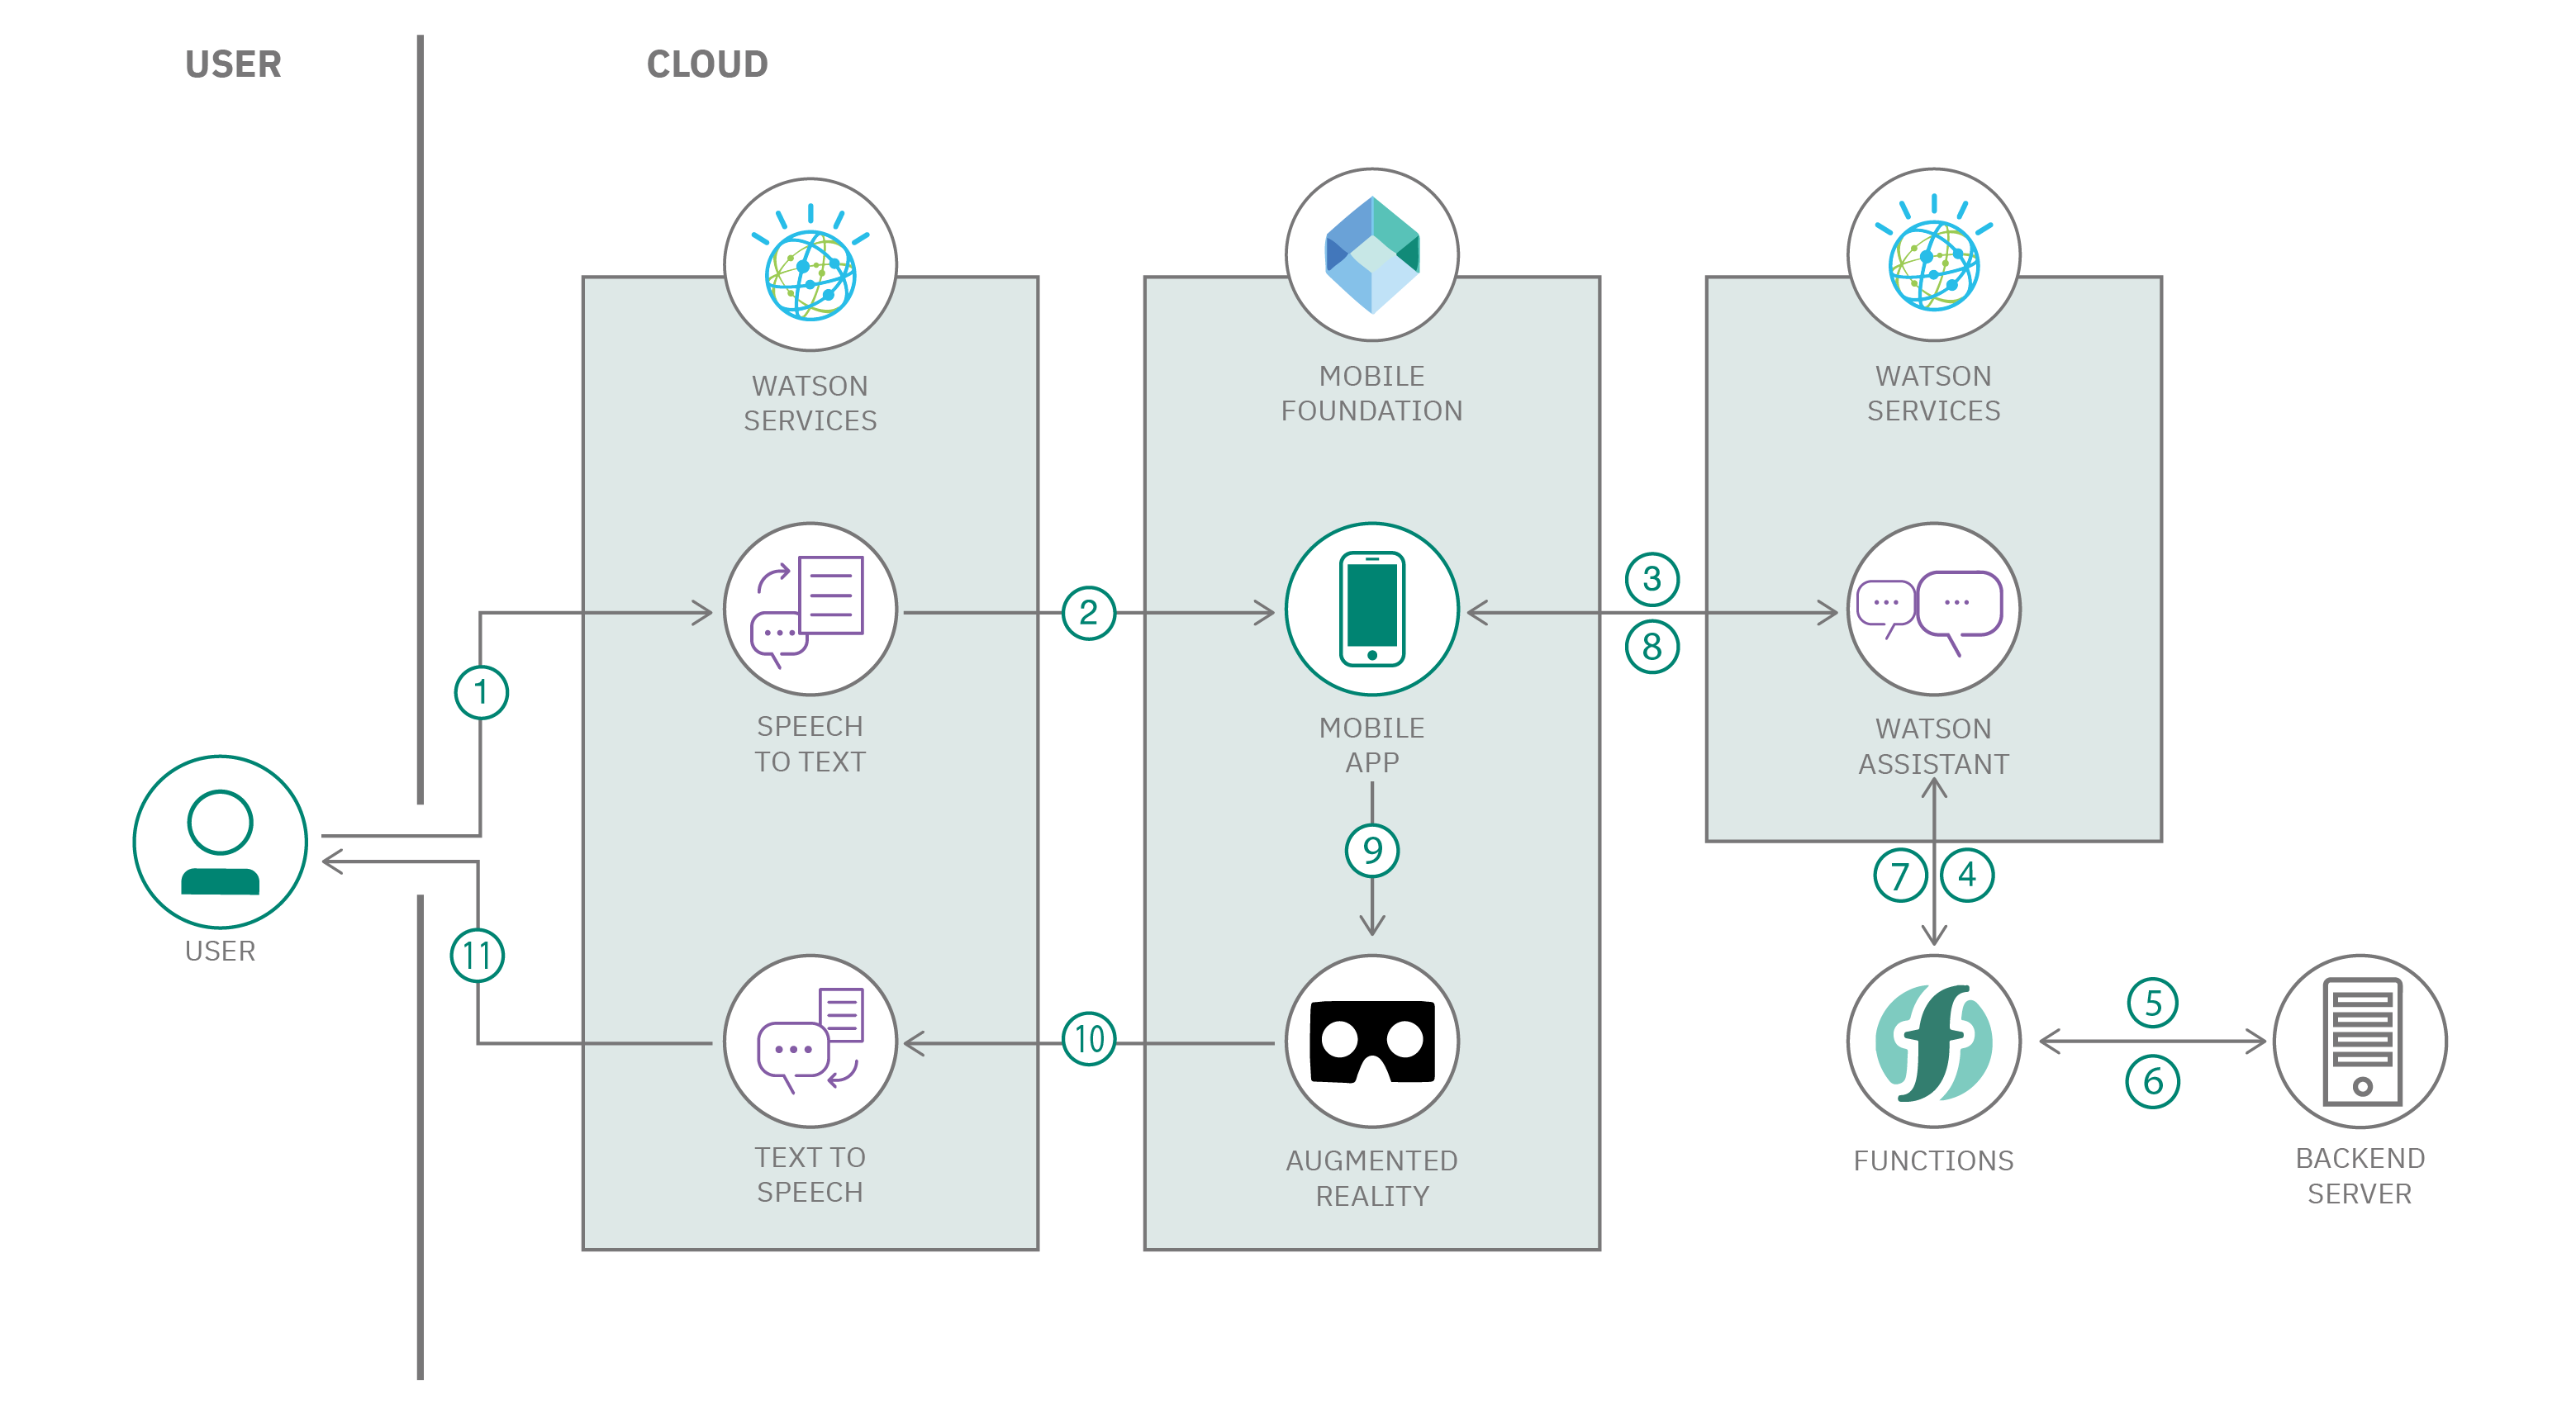 USER
CLOUD
WATSON
SERVICES
MOBILE
FOUNDATION
WATSON
SERVICES
SPEECH
TO TEXT
MOBILE
APP
WATSON
ASSISTANT
USER
TEXT TO
SPEECH
AUGMENTED
REALITY
FUNCTIONS
BACKEND
SERVER
1
2
3
8
9
7
4
11
10
5
6